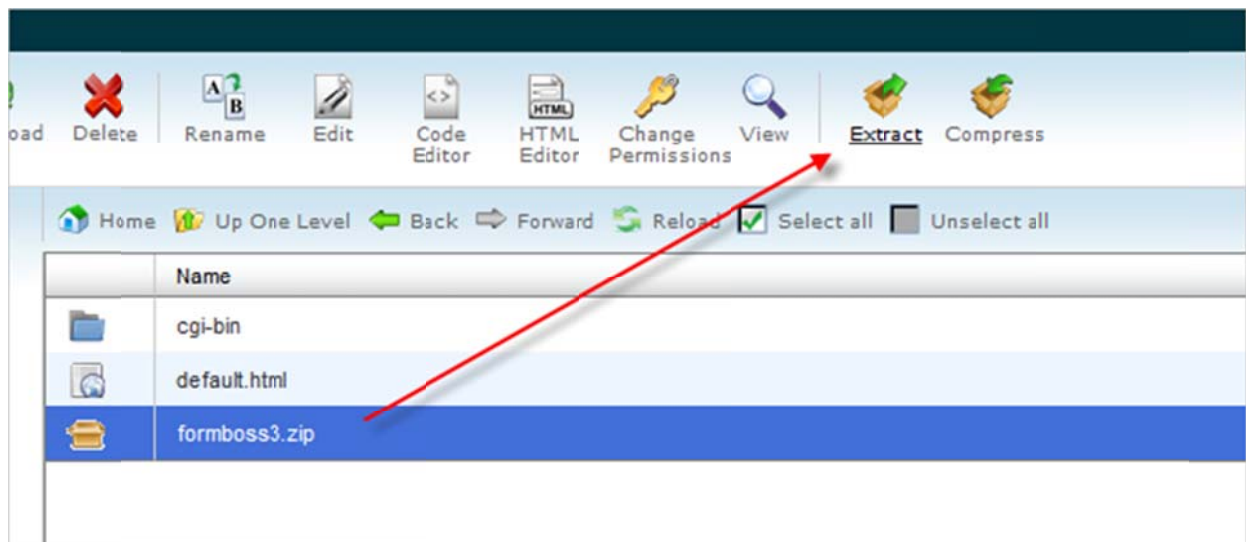 oad Delete Rename Edit Code Editor HTML Editor Change Permissions View Extract Compress
Home Up One Level Back Forward Reload Select all Unselect all
Name
cgi-bin
default.html
formboss3.zip